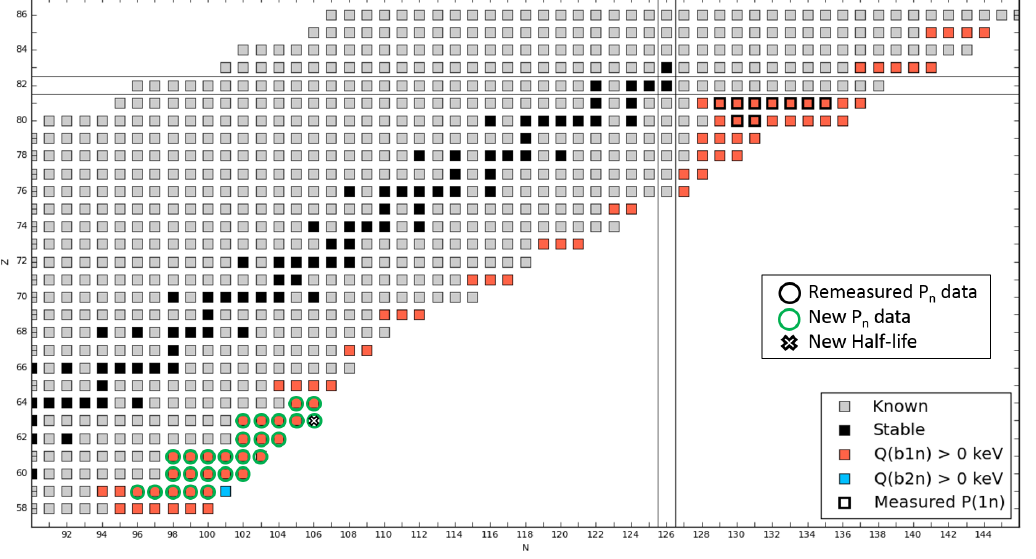 86
84
82
80
78
76
74
72
70
68
66
64
62
60
58
Z
92 94 96 98 100 102 104 106 108 110 112 114 116 118 120 122 124 126 128 130 132 134 136 138 140 142 144
N
Remeasured Pn data
New Pn data
New Half-life
Known
Stable
Q(b1n) > 0 keV
Q(b2n) > 0 keV
Measured P(1n)